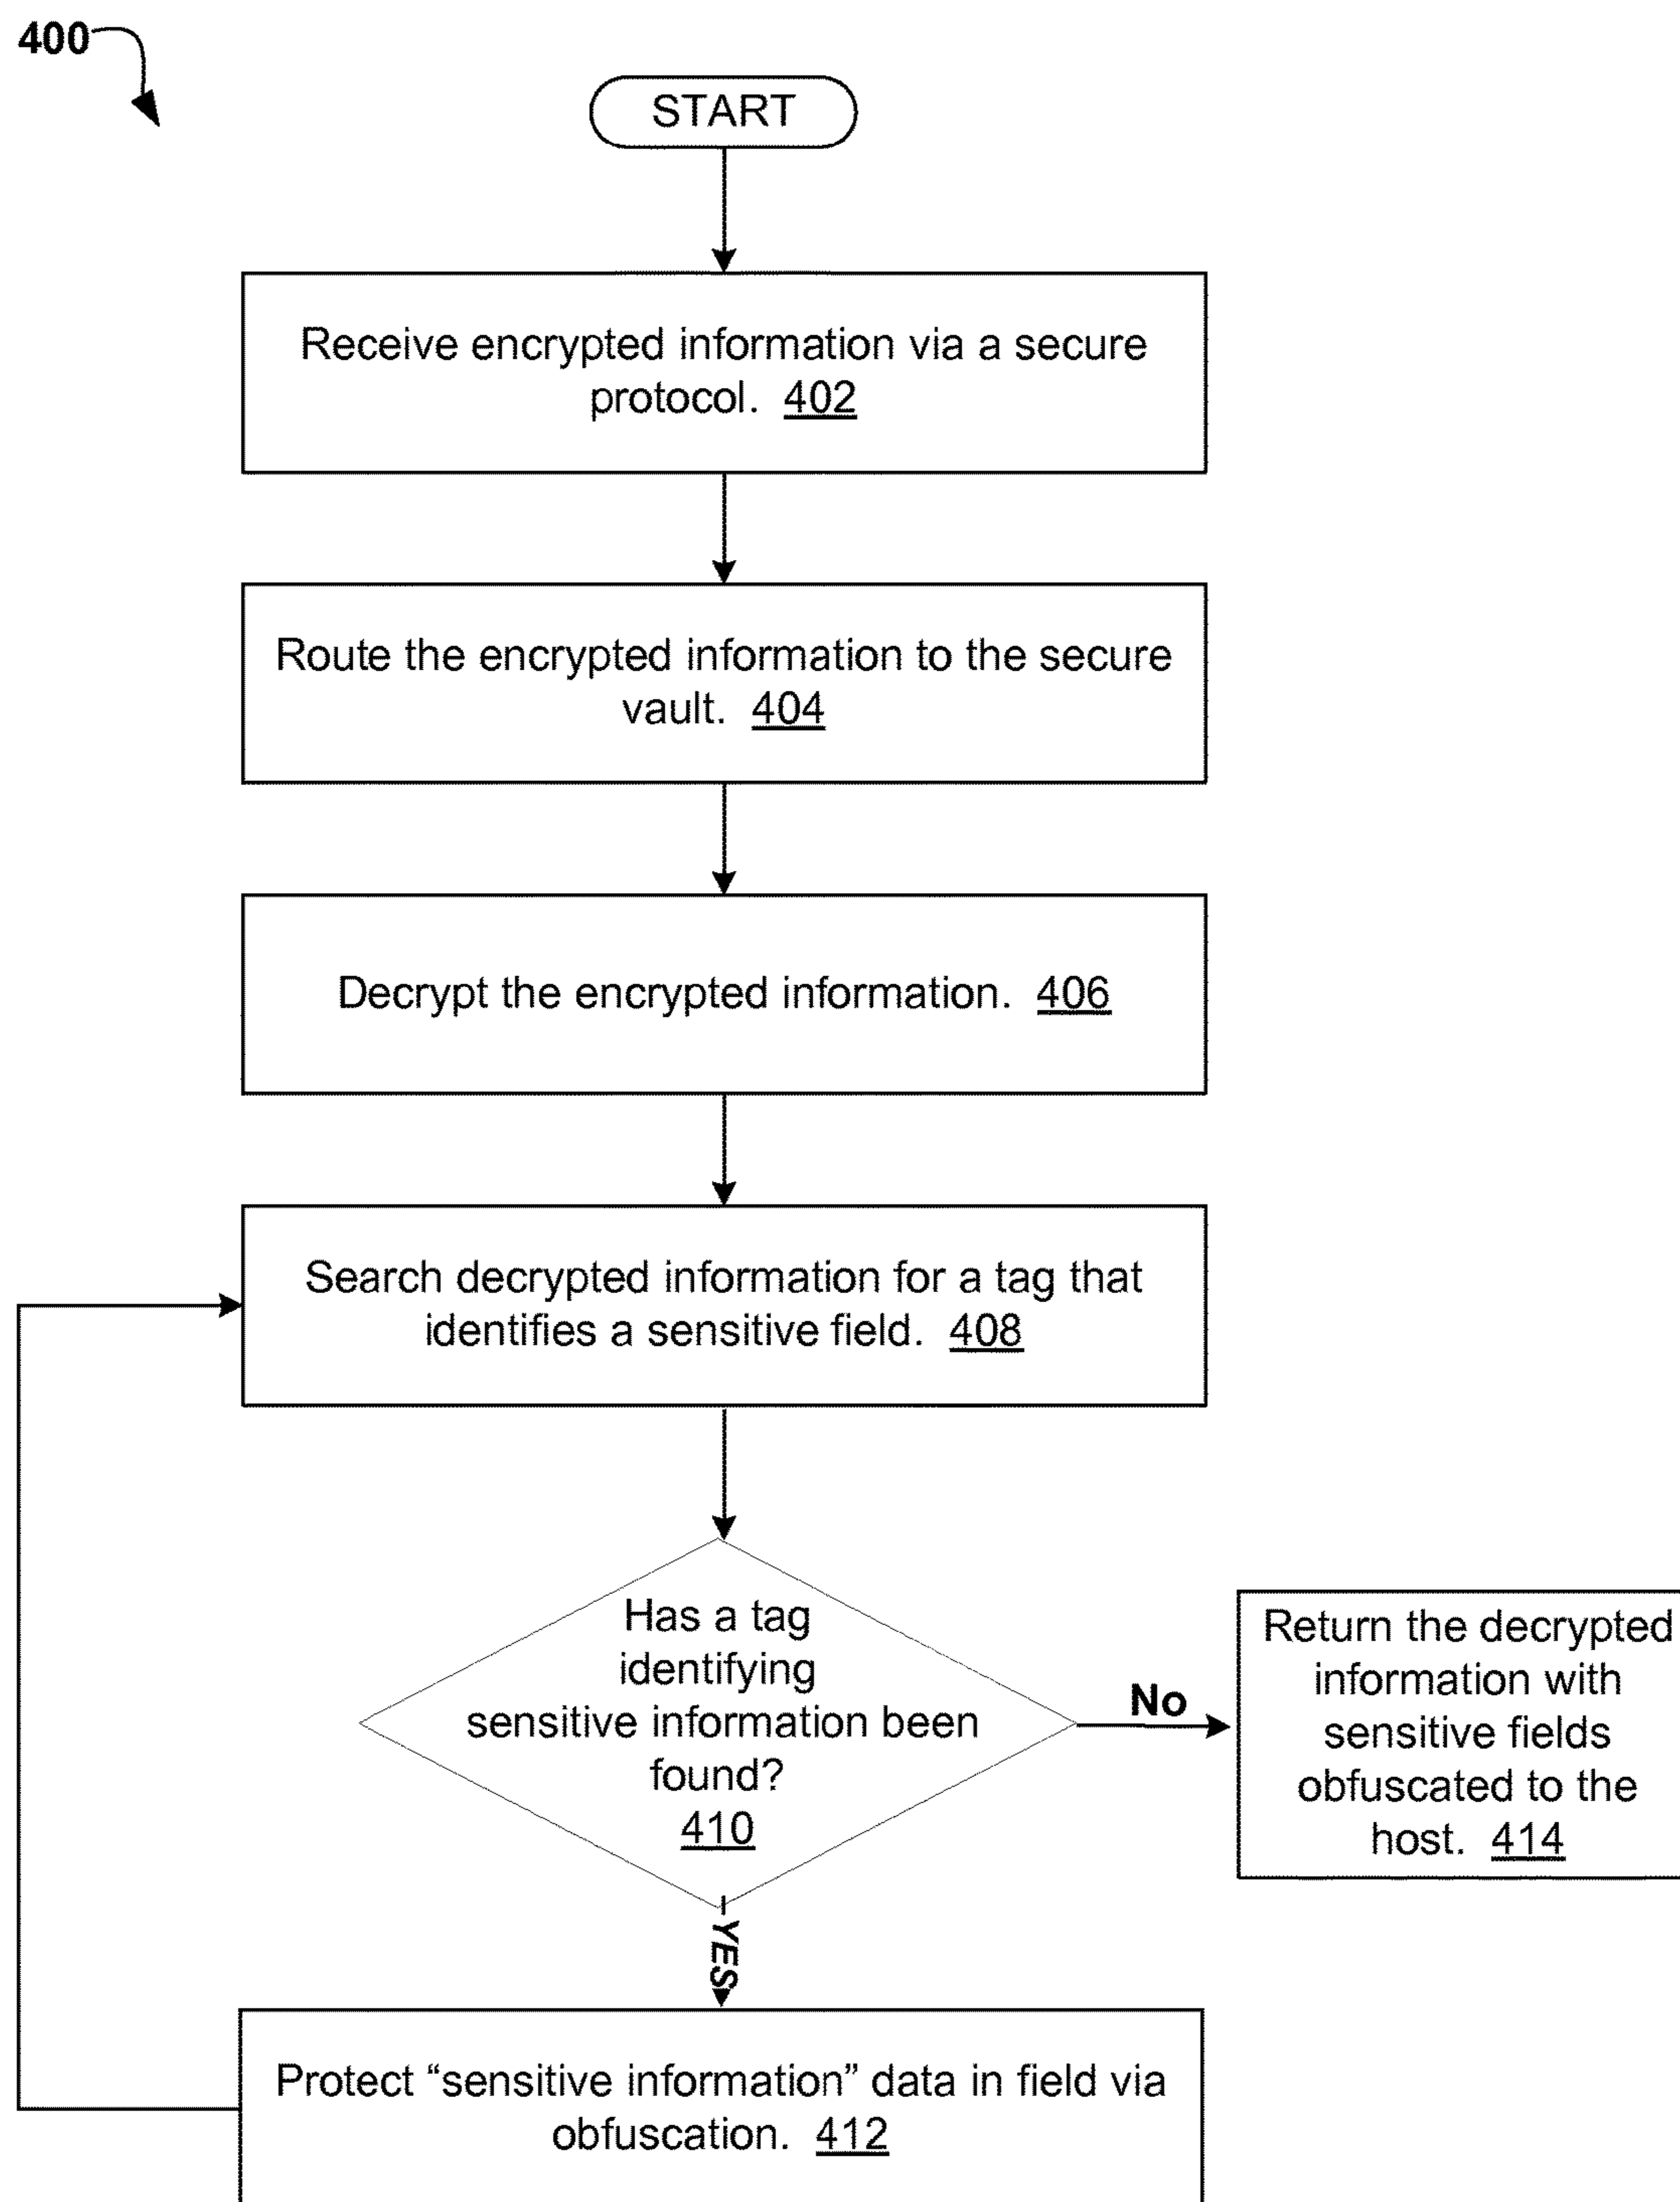 400
START
Receive encrypted information via a secure
protocol. 402
Route the encrypted information to the secure
vault. 404
Decrypt the encrypted information. 406
Search decrypted information for a tag that
identifies a sensitive field. 408
Has a tag
identifying
sensitive information been
found?
410
No
Return the decrypted
information with
sensitive fields
obfuscated to the
host. 414
YES
Protect “sensitive information” data in field via
obfuscation. 412